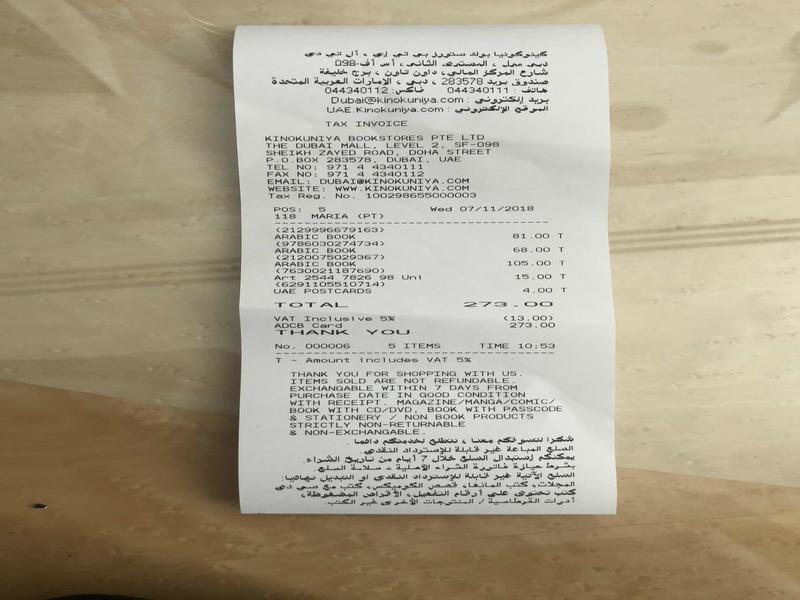 كينوكونيا بوك ستورز بي تي إي ، أل تي دي
دبي مول ، المستوى الثاني ، أس أف-098
شارع المركز المالي، داون تاون ، برج خليفة
صندوق بريد 283578 ، دبي ، الإمارات العربية المتحدة
هاتف : 044340111 فاكس: 044340112
بريد إلكتروني : Dubai@kinokuniya.com
الموقع الإلكتروني: UAE.Kinokuniya.com
TAX INVOICE
KINOKUNIYA BOOKSTORES PTE LTD
THE DUBAI MALL, LEVEL 2, SF-098
SHEIKH ZAYED ROAD, DOHA STREET
P.O.BOX 283578, DUBAI, UAE
TEL NO: 971 4 4340111
FAX NO: 971 4 4340112
EMAIL: DUBAI@KINOKUNIYA.COM
WEBSITE: WWW.KINOKUNIYA.COM
Tax Reg. No. 100298655000003
POS: 5 Wed 07/11/2018
118 MARIA (PT)
(2129996679163)
ARABIC BOOK 81.00 T
(9786030274734)
ARABIC BOOK 68.00 T
(2120075029367)
ARABIC BOOK 105.00 T
(7630021187690)
Art 2544 7826 98 Uni 15.00 T
(6291105510714)
UAE POSTCARDS 4.00 T
TOTAL 273.00
VAT Inclusive 5% (13.00)
ADCB Card 273.00
THANK YOU
No. 000006 5 ITEMS TIME 10:53
T - Amount includes VAT 5%
THANK YOU FOR SHOPPING WITH US.
ITEMS SOLD ARE NOT REFUNDABLE.
EXCHANGABLE WITHIN 7 DAYS FROM
PURCHASE DATE IN GOOD CONDITION
WITH RECEIPT. MAGAZINE/MANGA/COMIC/
BOOK WITH CD/DVD, BOOK WITH PASSCODE
& STATIONERY / NON BOOK PRODUCTS
STRICTLY NON-RETURNABLE
& NON-EXCHANGABLE.
شكرا لتسوقكم معنا ، نتطلع لخدمتكم دائما.
السلع المباعة غير قابلة للإسترداد النقدي.
يمكنكم إستبدال السلع خلال 7 أيام من تاريخ الشراء.
بشرط حيازة فاتورة الشراء الأصلية ، سلامة السلع.
السلع الآتية غير قابلة للإسترداد النقدي أو التبديل نهائيا:
المجلات، كتب المانغا، قصص الكوميكس، كتب مع سي دي
كتب تحتوي على أرقام التفعيل، الأقراص المضغوطة،
أدوات القرطاسية / المنتجات الأخرى غير الكتب.